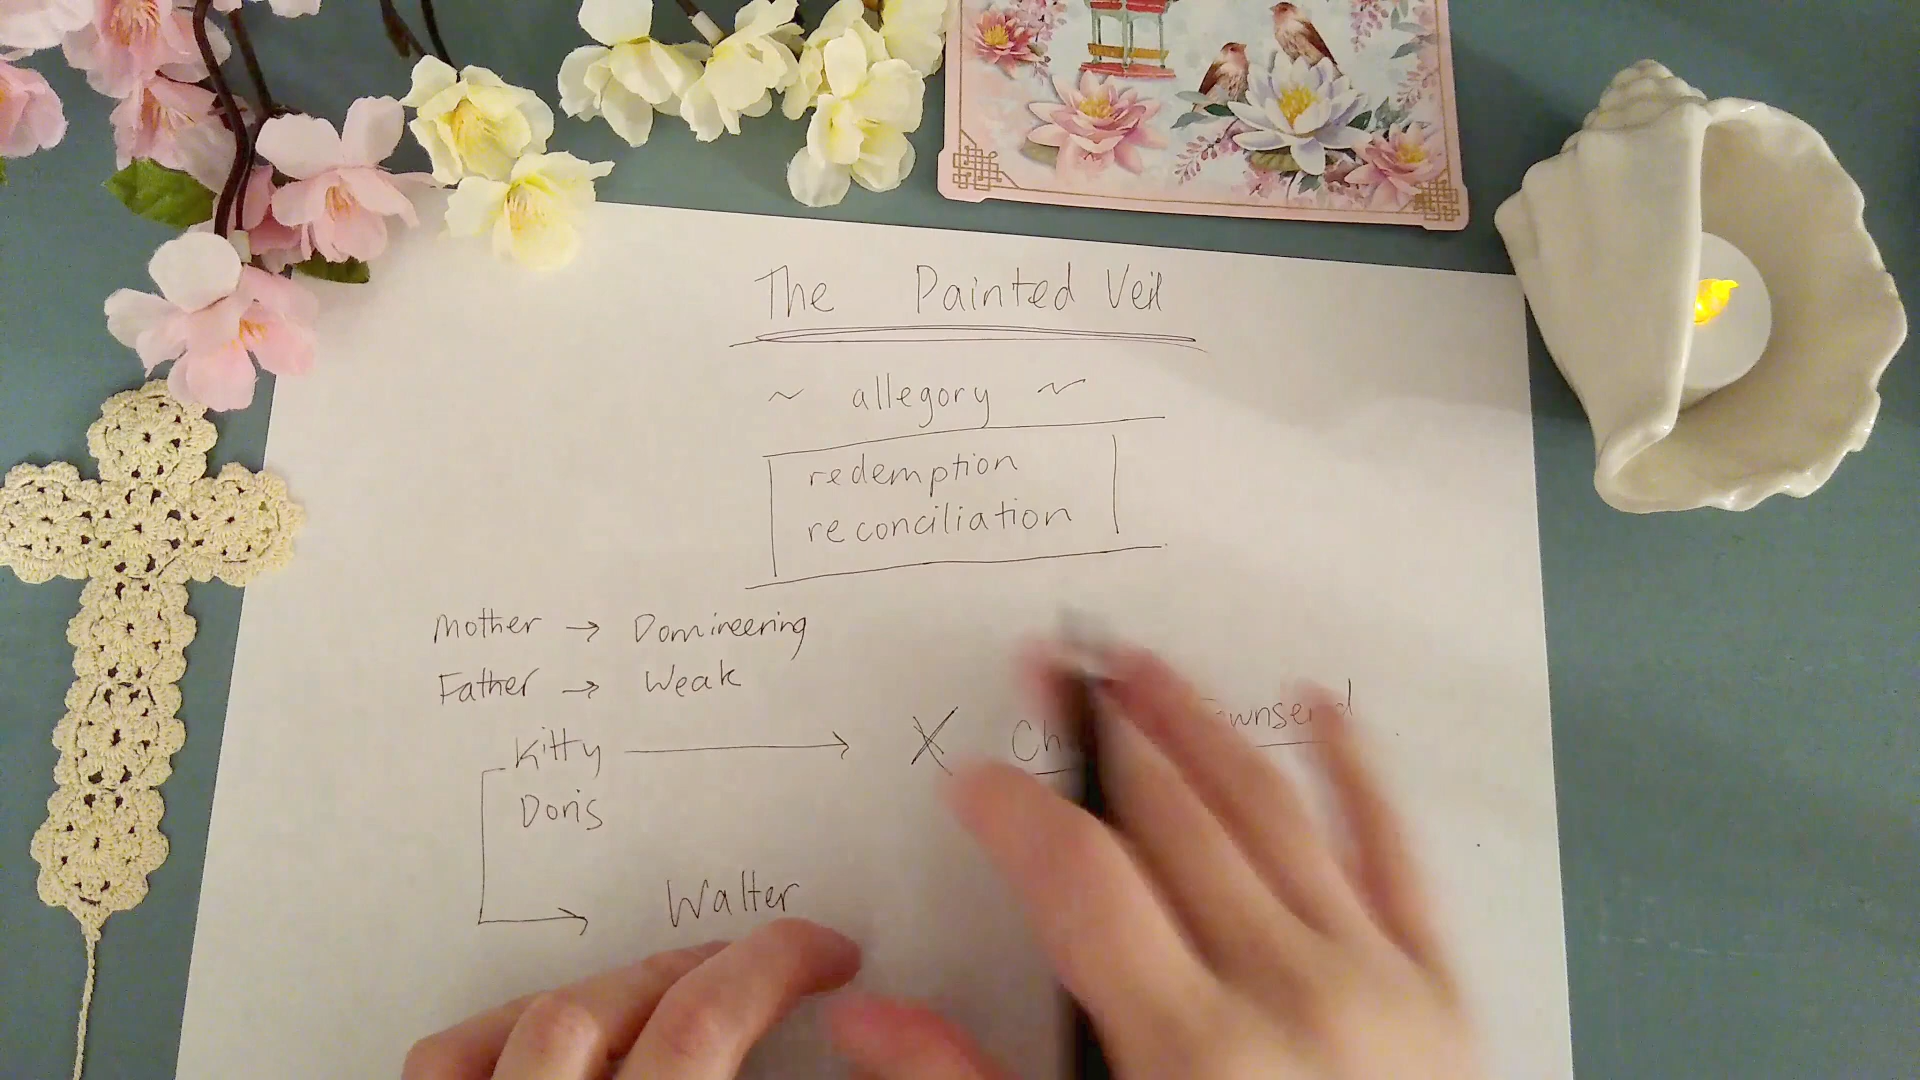 The Painted Veil
~ allegory ~
redemption
reconciliation
Mother → Domineering
Father → Weak
Kitty → X
Doris
→ Walter